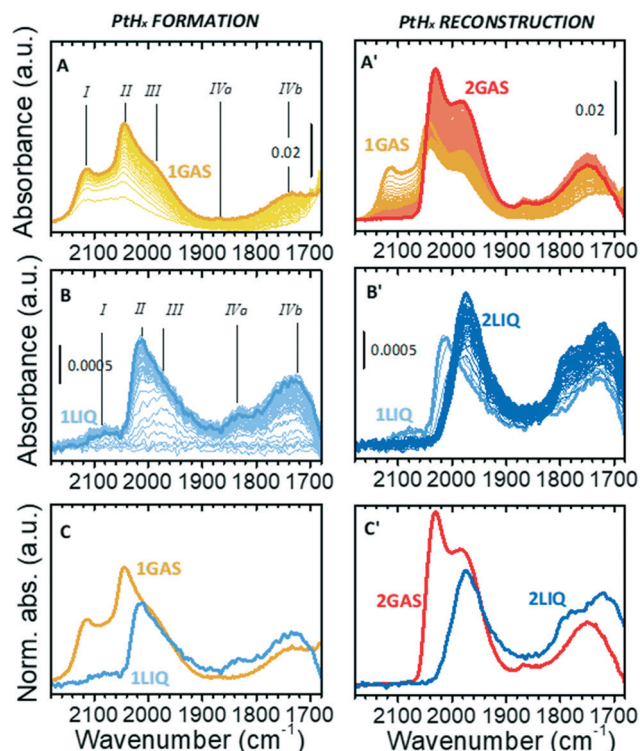 PtHₓ FORMATION
PtHₓ RECONSTRUCTION
Absorbance (a.u.)
A
I
II
III
IVa
IVb
1GAS
0.02
2100 2000 1900 1800 1700
A'
2GAS
1GAS
0.02
2100 2000 1900 1800 1700
Absorbance (a.u.)
B
I
II
III
IVa
IVb
0.0005
1LIQ
2100 2000 1900 1800 1700
B'
2LIQ
0.0005
1LIQ
2100 2000 1900 1800 1700
Norm. abs. (a.u.)
C
1GAS
1LIQ
2100 2000 1900 1800 1700
Wavenumber (cm⁻¹)
C'
2GAS
2LIQ
2100 2000 1900 1800 1700
Wavenumber (cm⁻¹)